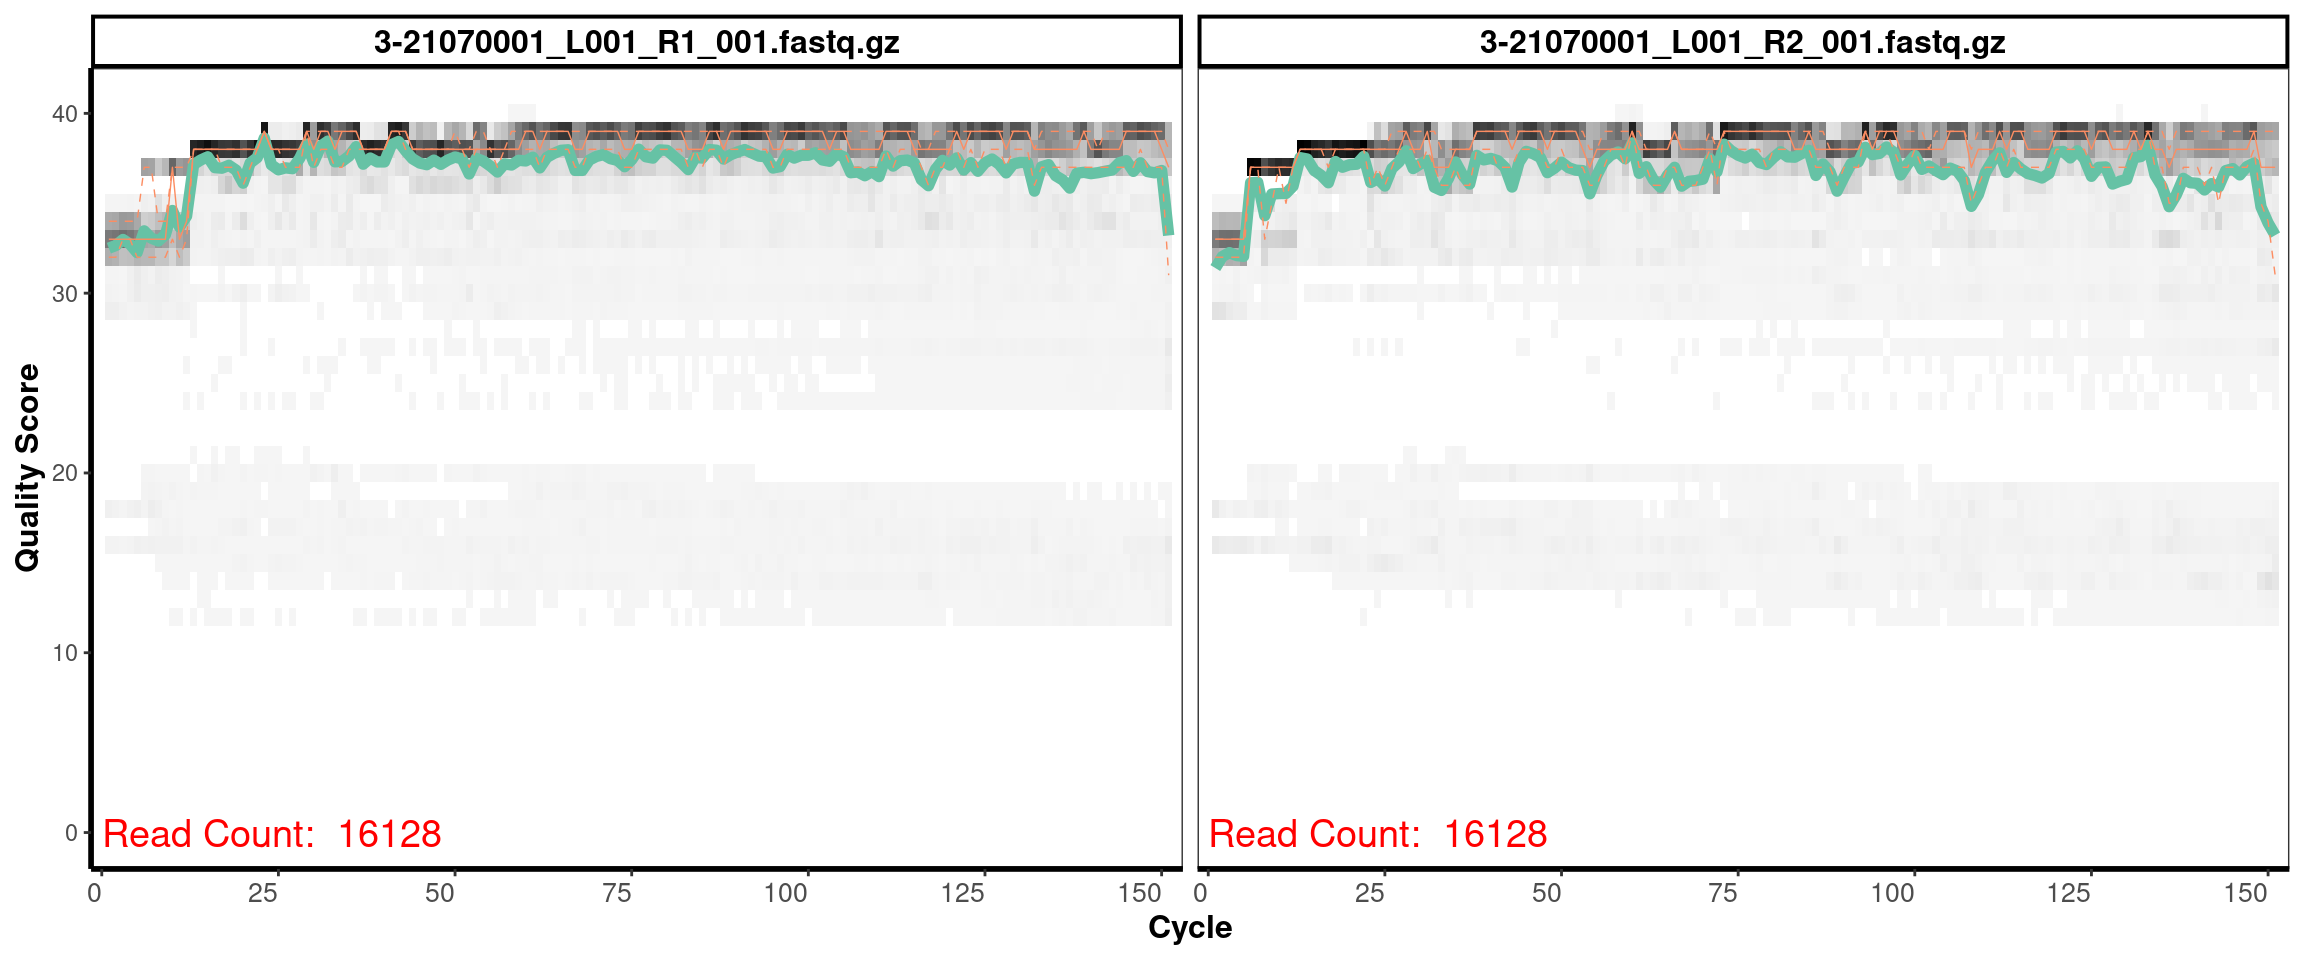 3-21070001_L001_R1_001.fastq.gz
3-21070001_L001_R2_001.fastq.gz
Quality Score
40
30
20
10
0
Read Count: 16128
Read Count: 16128
0 25 50 75 100 125 150
0 25 50 75 100 125 150
Cycle